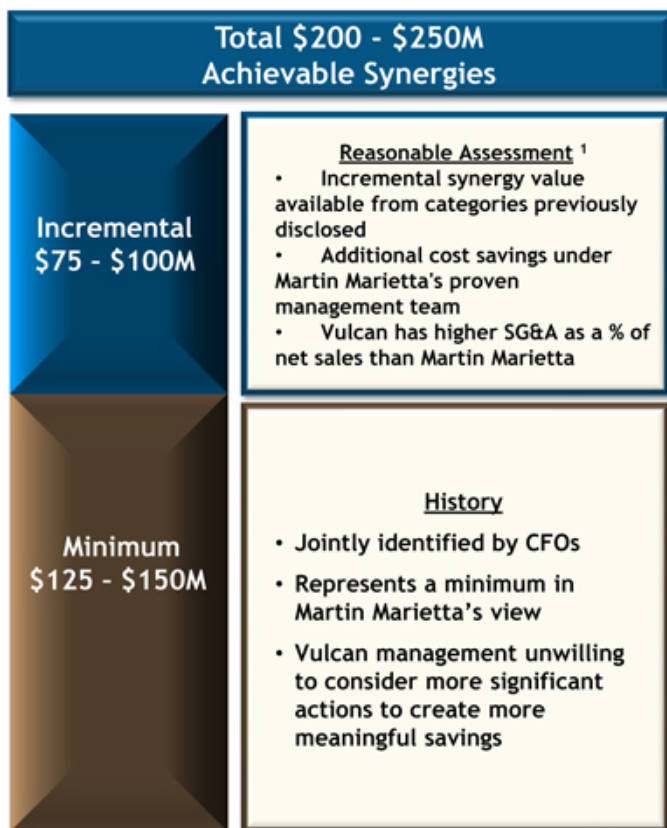 Total $200 - $250M
Achievable Synergies
Incremental
$75 - $100M
Reasonable Assessment ¹
• Incremental synergy value
available from categories previously
disclosed
• Additional cost savings under
Martin Marietta's proven
management team
• Vulcan has higher SG&A as a % of
net sales than Martin Marietta
Minimum
$125 - $150M
History
• Jointly identified by CFOs
• Represents a minimum in
Martin Marietta’s view
• Vulcan management unwilling
to consider more significant
actions to create more
meaningful savings